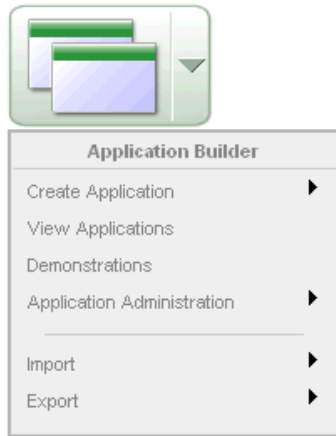 Application Builder
Create Application
View Applications
Demonstrations
Application Administration
Import
Export